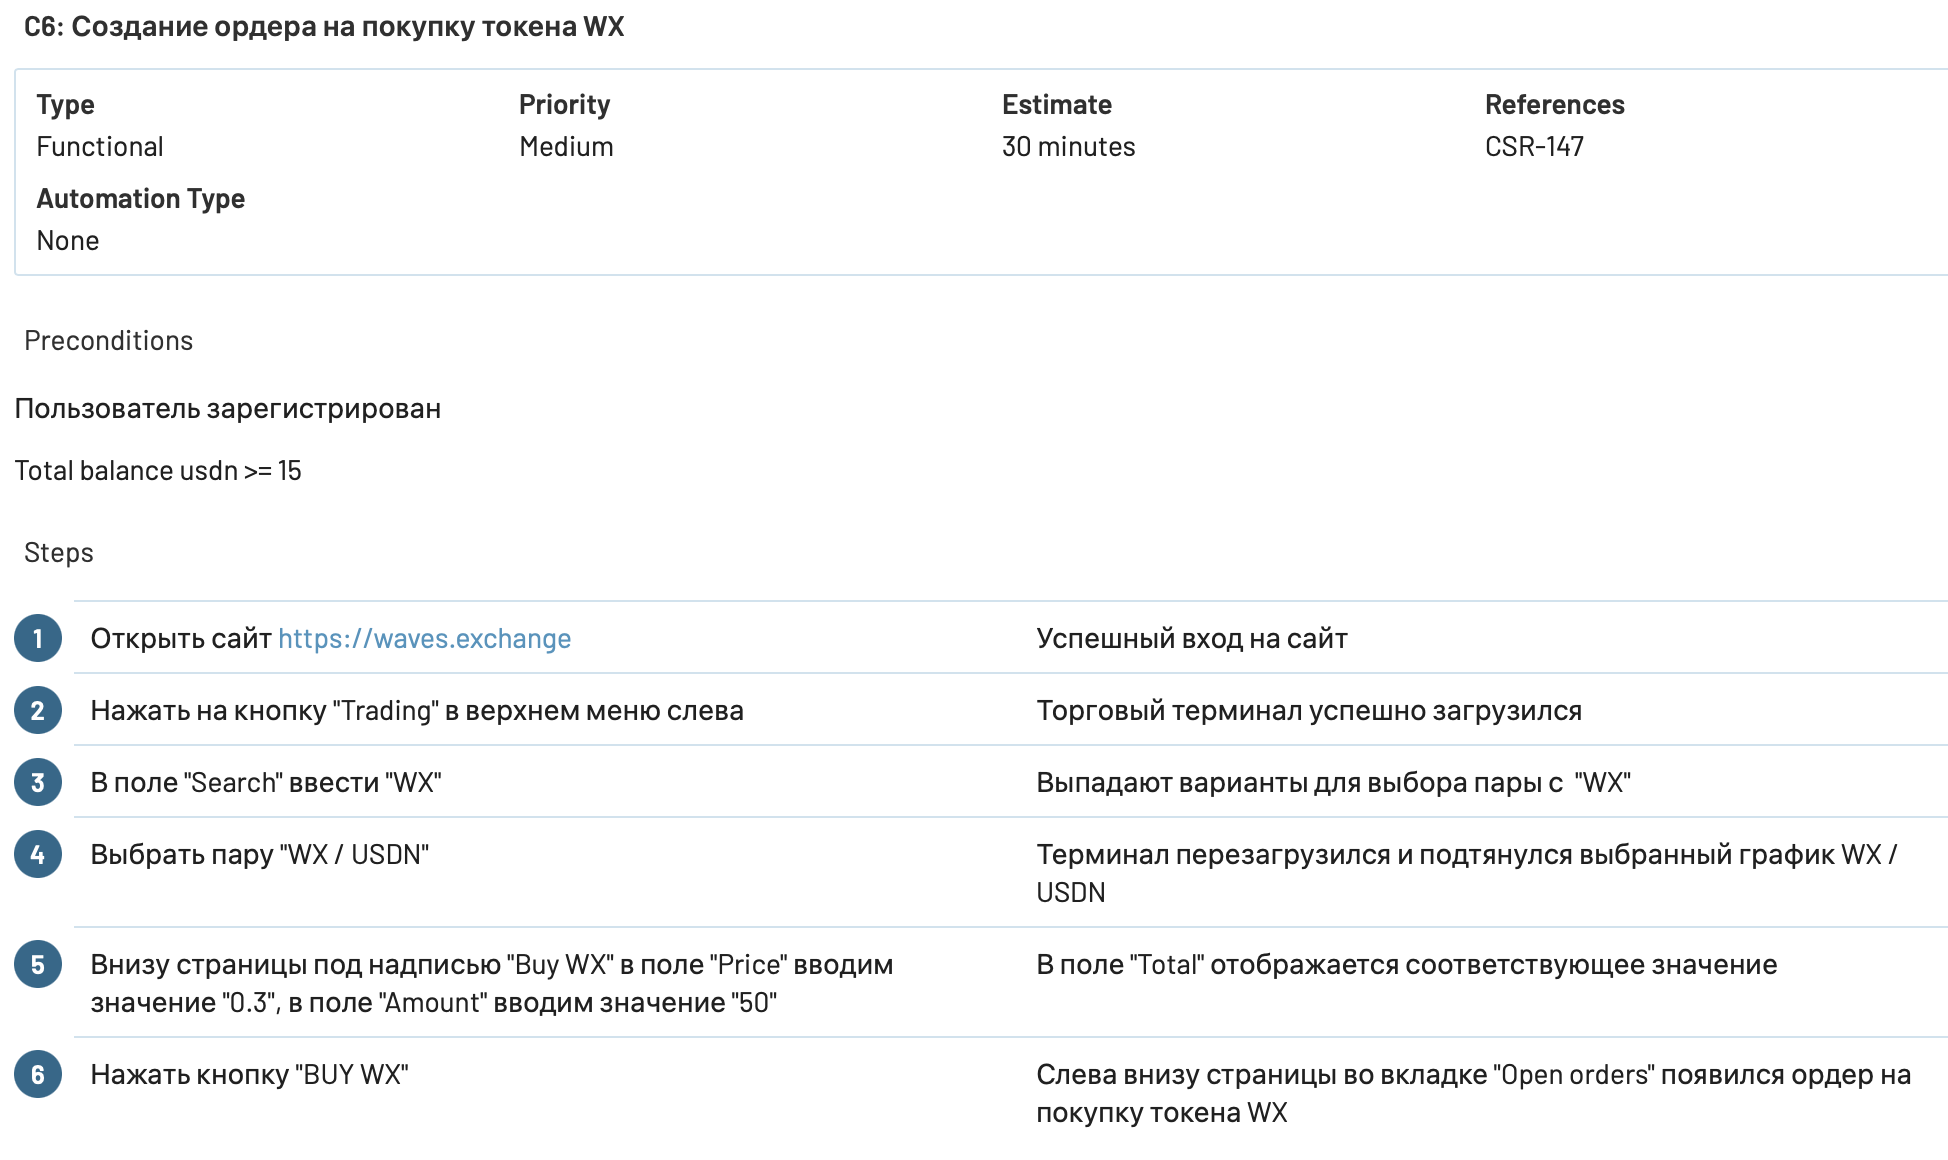 C6: Создание ордера на покупку токена WX
Type Priority Estimate References
Functional Medium 30 minutes CSR-147
Automation Type
None
Preconditions
Пользователь зарегистрирован
Total balance usdn >= 15
Steps
1 Открыть сайт https://waves.exchange Успешный вход на сайт
2 Нажать на кнопку "Trading" в верхнем меню слева Торговый терминал успешно загрузился
3 В поле "Search" ввести "WX" Выпадают варианты для выбора пары с "WX"
4 Выбрать пару "WX / USDN" Терминал перезагрузился и подтянулся выбранный график WX /
USDN
5 Внизу страницы под надписью "Buy WX" в поле "Price" вводим В поле "Total" отображается соответствующее значение
значение "0.3", в поле "Amount" вводим значение "50"
6 Нажать кнопку "BUY WX" Слева внизу страницы во вкладке "Open orders" появился ордер на
покупку токена WX